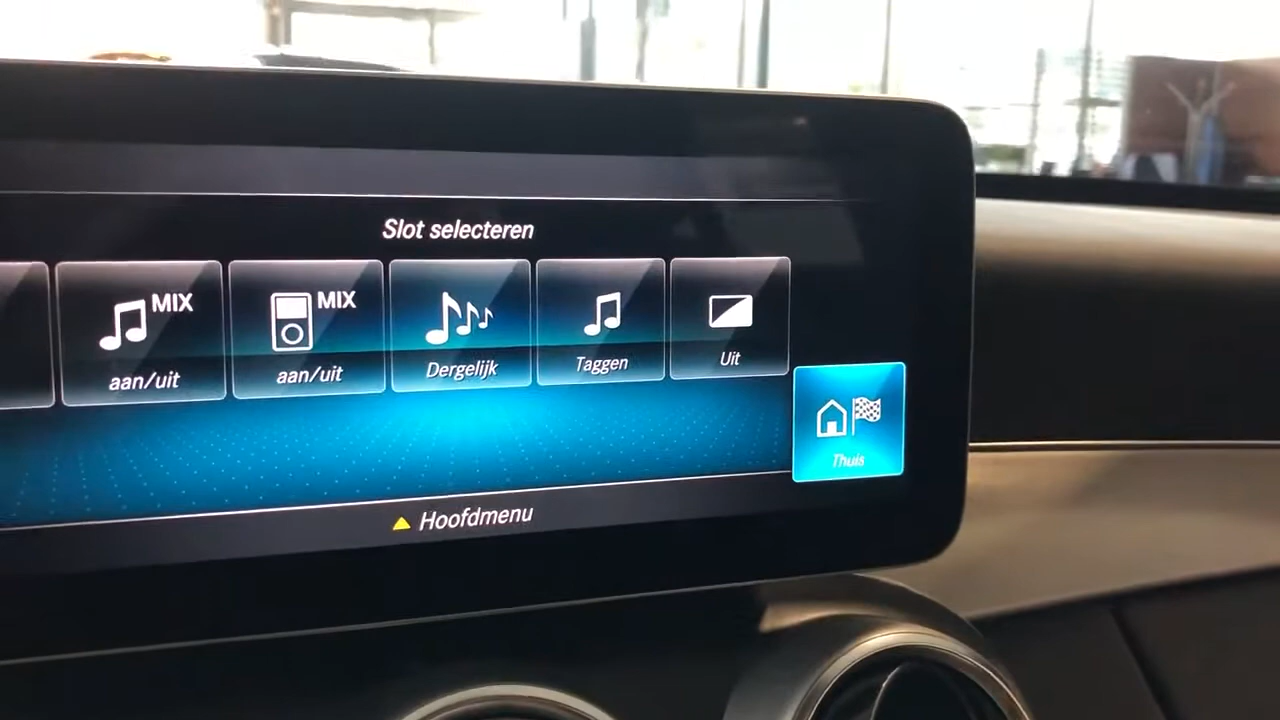 Slot selecteren
MIX
aan/uit
MIX
aan/uit
Dergelijk
Taggen
Uit
Thuis
Hoofdmenu